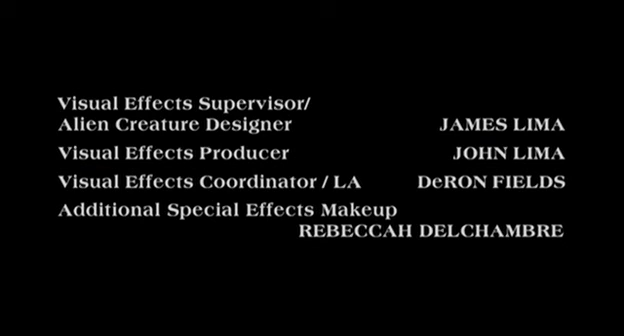 Visual Effects Supervisor/
Alien Creature Designer JAMES LIMA
Visual Effects Producer JOHN LIMA
Visual Effects Coordinator / LA DeRON FIELDS
Additional Special Effects Makeup
REBECCAH DELCHAMBRE